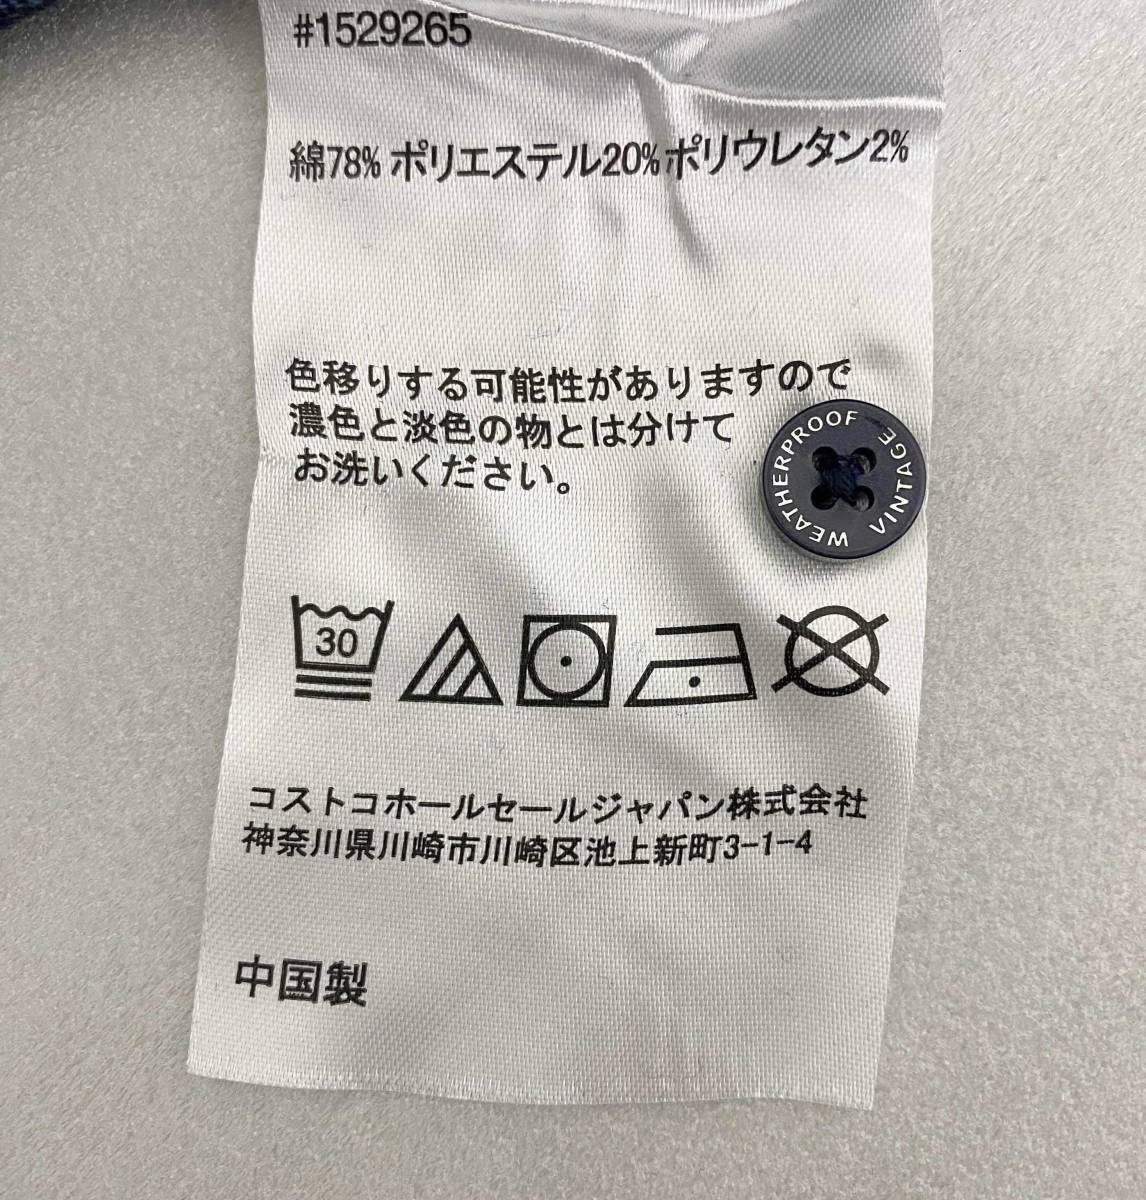 #1529265
綿78% ポリエステル20%ポリウレタン2%
色移りする可能性がありますので
濃色と淡色の物とは分けて
お洗いください。
WEATHERPROOF VINTAGE
30
コストコホールセールジャパン株式会社
神奈川県川崎市川崎区池上新町3-1-4
中国製